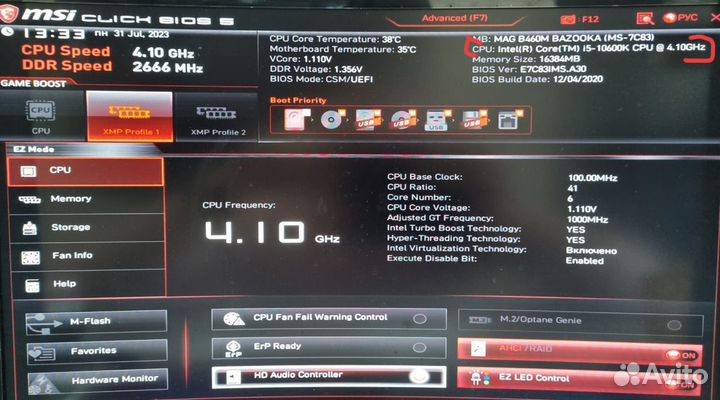 msi CLICK BIOS 5
Advanced (F7)
F12
РУС
X
13:33 ПН 31 Jul, 2023
CPU Speed 4.10 GHz
DDR Speed 2666 MHz
CPU Core Temperature: 38°C
Motherboard Temperature: 35°C
VCore: 1.110V
DDR Voltage: 1.356V
BIOS Mode: CSM/UEFI
MB: MAG B460M BAZOOKA (MS-7C83)
CPU: Intel(R) Core(TM) i5-10600K CPU @ 4.10GHz
Memory Size: 16384MB
BIOS Ver: E7C83IMS.A30
BIOS Build Date: 12/04/2020
GAME BOOST
CPU
CPU
XMP Profile 1
XMP Profile 2
Boot Priority
USB
USB
USB
USB
EZ Mode
CPU
Memory
Storage
Fan Info
Help
M-Flash
Favorites
Hardware Monitor
CPU Frequency:
4.10 GHz
CPU Base Clock: 100.00MHz
CPU Ratio: 41
Core Number: 6
CPU Core Voltage: 1.110V
Adjusted GT Frequency: 1000MHz
Intel Turbo Boost Technology: YES
Hyper-Threading Technology: YES
Intel Virtualization Technology: Включено
Execute Disable Bit: Enabled
CPU Fan Fail Warning Control
M.2/Optane Genie
ErP
ErP Ready
AHCI /RAID
ON
HD Audio Controller
EZ LED Control
ON
Avito